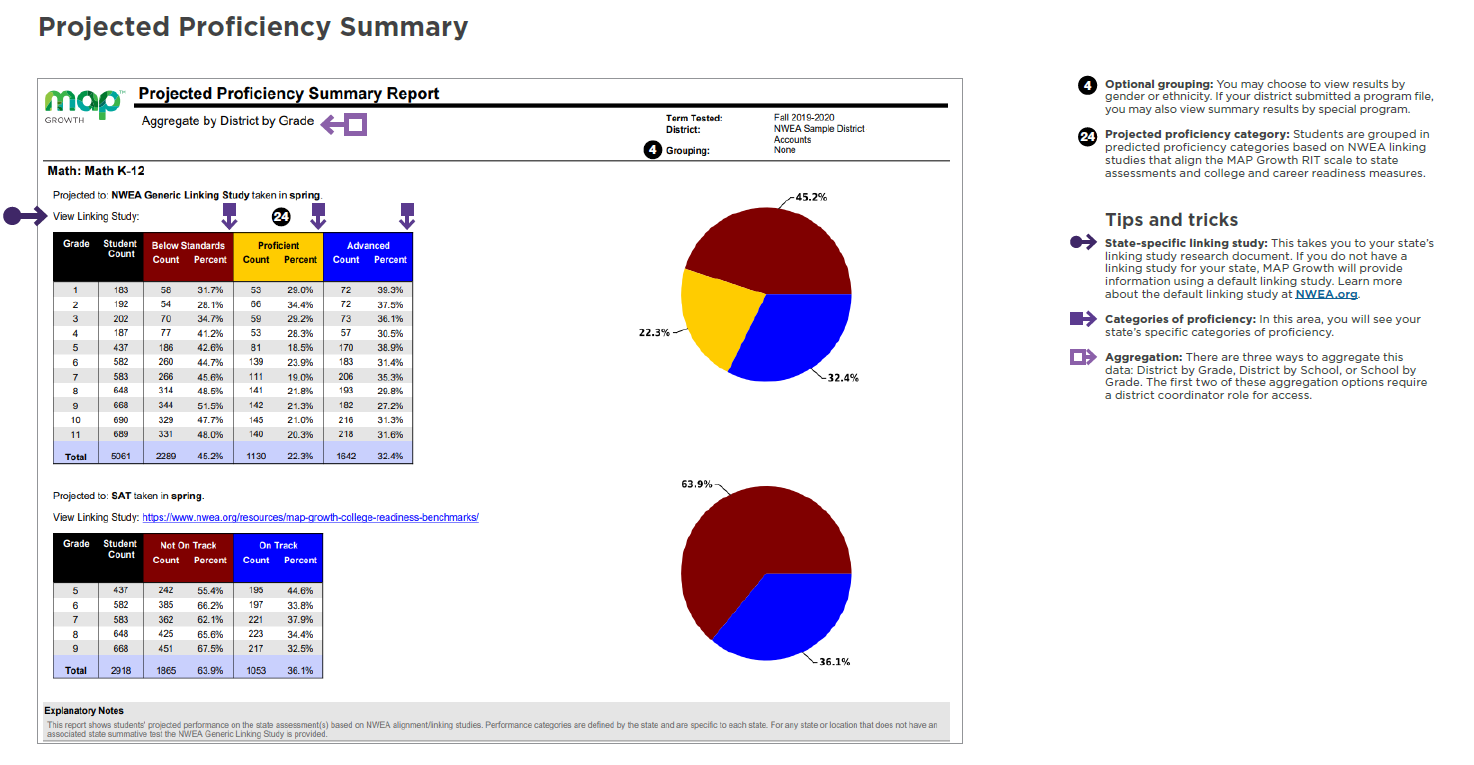 Projected Proficiency Summary
map™
GROWTH
Projected Proficiency Summary Report
Aggregate by District by Grade
Term Tested: Fall 2019-2020
District: NWEA Sample District
Accounts
4 Grouping: None
Math: Math K-12
Projected to: NWEA Generic Linking Study taken in spring.
View Linking Study:
24
Grade Student Below Standards Proficient Advanced
Count Count Percent Count Percent Count Percent
1 183 58 31.7% 53 29.0% 72 39.3%
2 192 54 28.1% 66 34.4% 72 37.5%
3 202 70 34.7% 59 29.2% 73 36.1%
4 187 77 41.2% 53 28.3% 57 30.5%
5 437 186 42.6% 81 18.5% 170 38.9%
6 582 260 44.7% 139 23.9% 183 31.4%
7 583 266 45.6% 111 19.0% 206 35.3%
8 648 314 48.5% 141 21.8% 193 29.8%
9 668 344 51.5% 142 21.3% 182 27.2%
10 690 329 47.7% 145 21.0% 216 31.3%
11 689 331 48.0% 140 20.3% 218 31.6%
Total 5061 2289 45.2% 1130 22.3% 1642 32.4%
45.2%
22.3%
32.4%
Projected to: SAT taken in spring.
View Linking Study: https://www.nwea.org/resources/map-growth-college-readiness-benchmarks/
Grade Student Not On Track On Track
Count Count Percent Count Percent
5 437 242 55.4% 195 44.6%
6 582 385 66.2% 197 33.8%
7 583 362 62.1% 221 37.9%
8 648 425 65.6% 223 34.4%
9 668 451 67.5% 217 32.5%
Total 2918 1865 63.9% 1053 36.1%
63.9%
36.1%
Explanatory Notes
This report shows students' projected performance on the state assessment(s) based on NWEA alignment/linking studies. Performance categories are defined by the state and are specific to each state. For any state or location that does not have an
associated state summative test the NWEA Generic Linking Study is provided.
4 Optional grouping: You may choose to view results by
gender or ethnicity. If your district submitted a program file,
you may also view summary results by special program.
24 Projected proficiency category: Students are grouped in
predicted proficiency categories based on NWEA linking
studies that align the MAP Growth RIT scale to state
assessments and college and career readiness measures.
Tips and tricks
State-specific linking study: This takes you to your state's
linking study research document. If you do not have a
linking study for your state, MAP Growth will provide
information using a default linking study. Learn more
about the default linking study at NWEA.org.
Categories of proficiency: In this area, you will see your
state's specific categories of proficiency.
Aggregation: There are three ways to aggregate this
data: District by Grade, District by School, or School by
Grade. The first two of these aggregation options require
a district coordinator role for access.